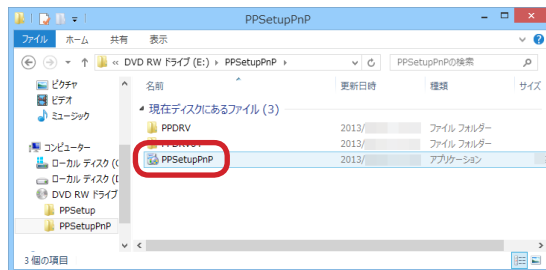 PPSetupPnP
ファイル ホーム 共有 表示
« DVD RW ドライブ (E:) ▸ PPSetupPnP ▸ PPSetupPnPの検索
ピクチャ
ビデオ
ミュージック
コンピューター
ローカル ディスク (C
ローカル ディスク (D
DVD RW ドライブ
PPSetup
PPSetupPnP
名前 更新日時 種類 サイズ
現在ディスクにあるファイル (3)
PPDRV 2013/ ファイル フォルダー
2013/ ファイル フォルダー
PPSetupPnP 2013/ アプリケーション
3 個の項目